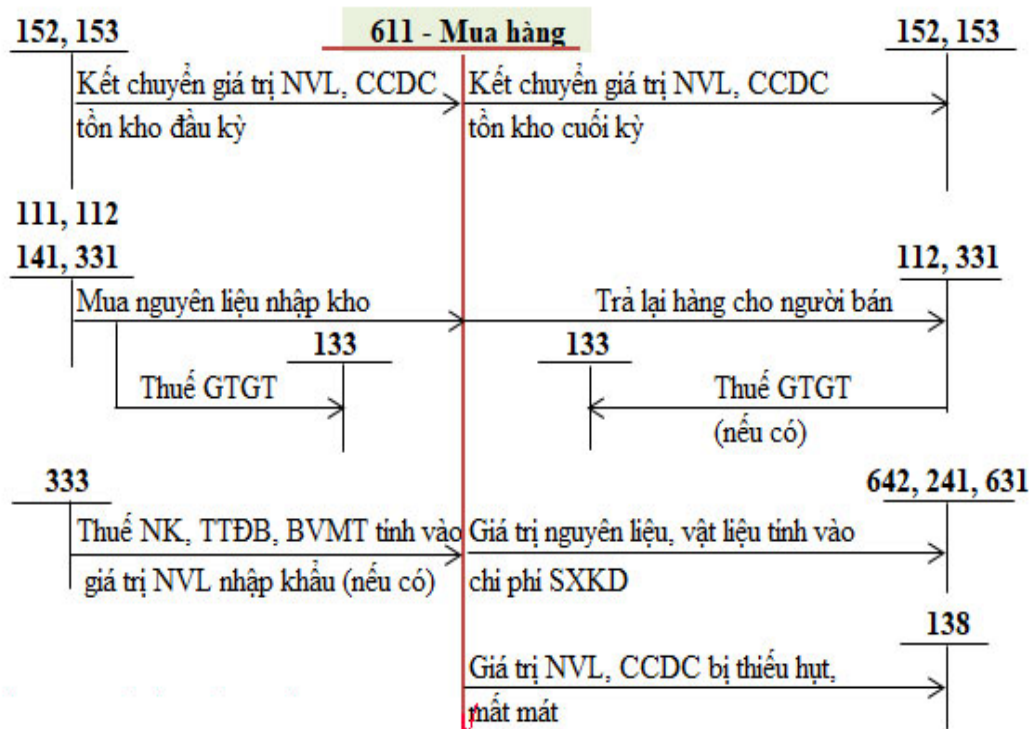 611 - Mua hàng
152, 153
152, 153
Kết chuyển giá trị NVL, CCDC
tồn kho đầu kỳ
Kết chuyển giá trị NVL, CCDC
tồn kho cuối kỳ
111, 112
141, 331
112, 331
Mua nguyên liệu nhập kho
Trả lại hàng cho người bán
133
133
Thuế GTGT
Thuế GTGT
(nếu có)
333
642, 241, 631
Thuế NK, TTĐB, BVMT tính vào
giá trị NVL nhập khẩu (nếu có)
Giá trị nguyên liệu, vật liệu tính vào
chi phí SXKD
138
Giá trị NVL, CCDC bị thiếu hụt,
mất mát